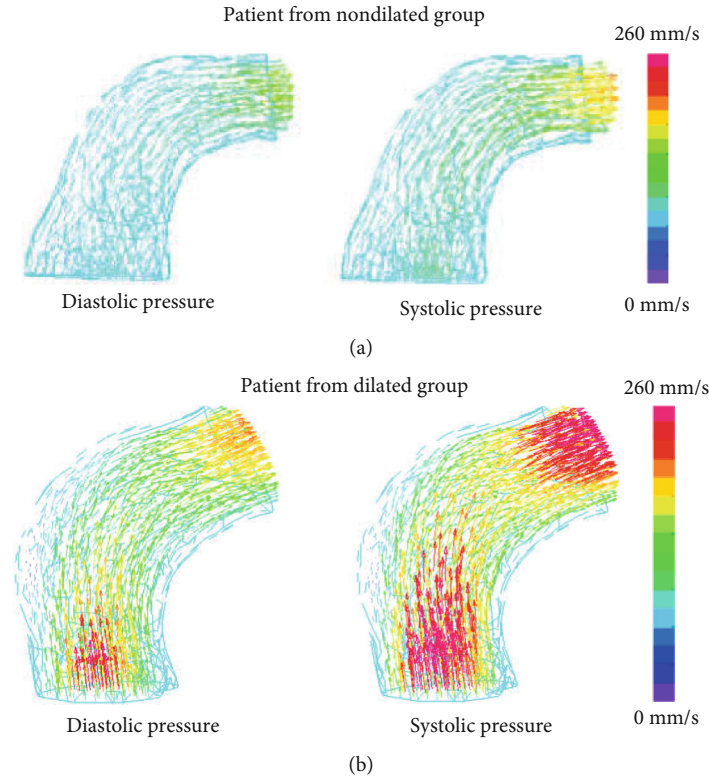 Patient from nondilated group
260 mm/s
Diastolic pressure
Systolic pressure
0 mm/s
(a)
Patient from dilated group
260 mm/s
Diastolic pressure
Systolic pressure
0 mm/s
(b)